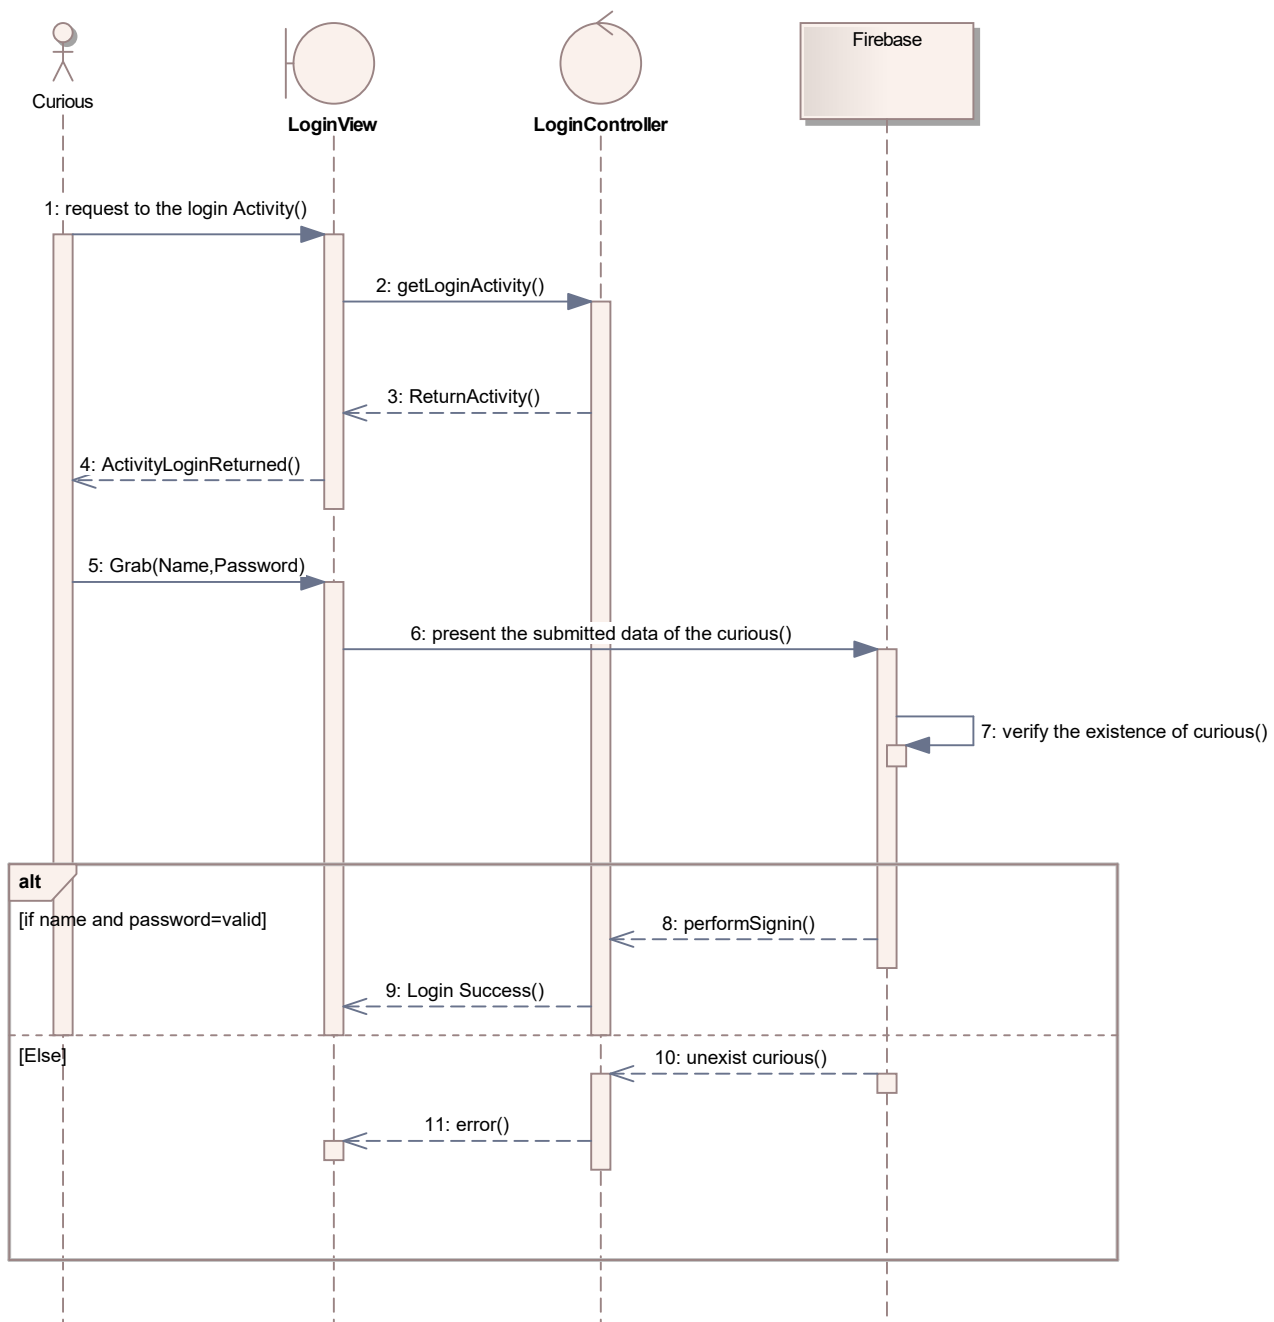 Curious
LoginView
LoginController
Firebase
1: request to the login Activity()
2: getLoginActivity()
3: ReturnActivity()
4: ActivityLoginReturned()
5: Grab(Name,Password)
6: present the submitted data of the curious()
7: verify the existence of curious()
alt
[if name and password=valid]
8: performSignin()
9: Login Success()
[Else]
10: unexist curious()
11: error()